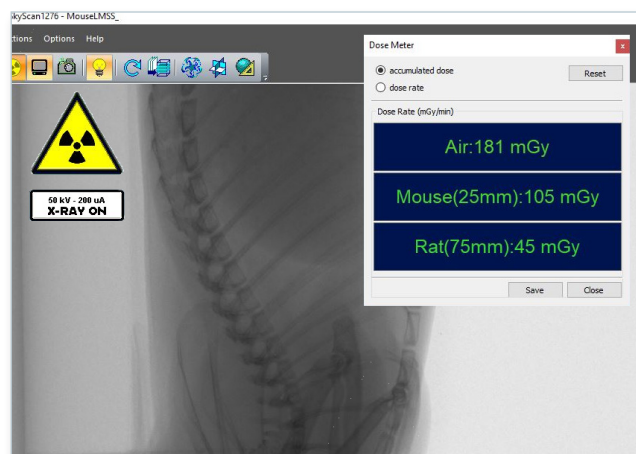 kyScan1276 - MouseLMSS_
tions Options Help
Dose Meter
x
accumulated dose
Reset
dose rate
Dose Rate (mGy/min)
Air:181 mGy
50 kV - 200 uA
X-RAY ON
Mouse(25mm):105 mGy
Rat(75mm):45 mGy
Save Close